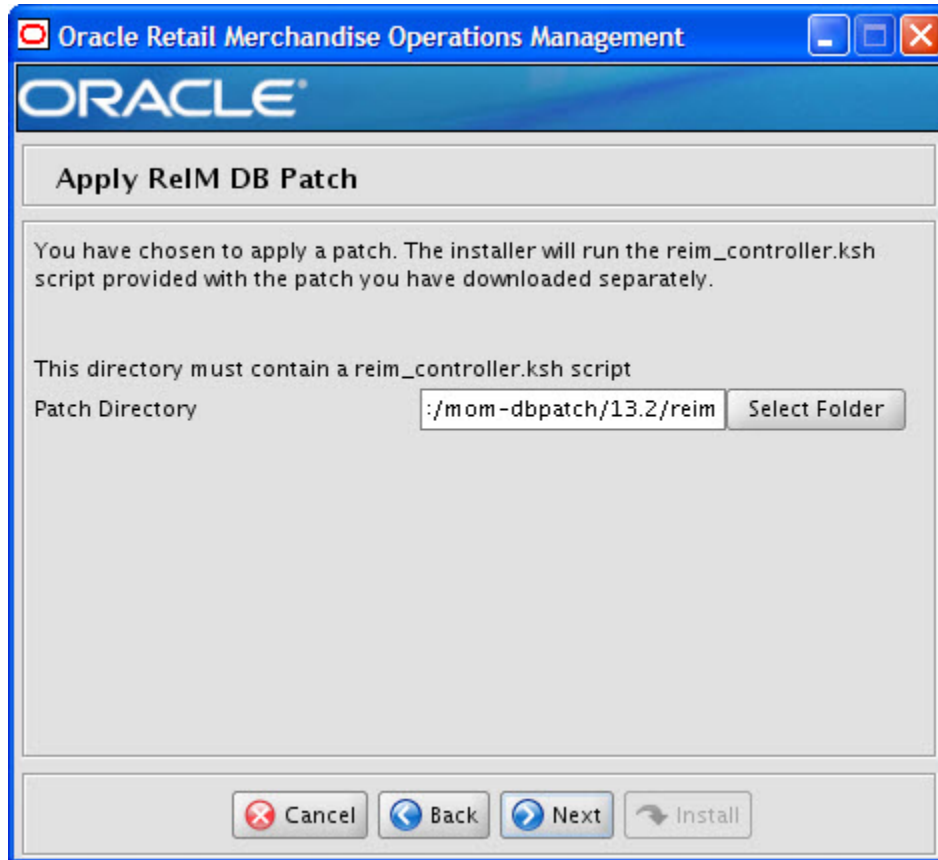 Oracle Retail Merchandise Operations Management
ORACLE®
Apply ReIM DB Patch
You have chosen to apply a patch. The installer will run the reim_controller.ksh
script provided with the patch you have downloaded separately.
This directory must contain a reim_controller.ksh script
Patch Directory :/mom-dbpatch/13.2/reim Select Folder
Cancel Back Next Install